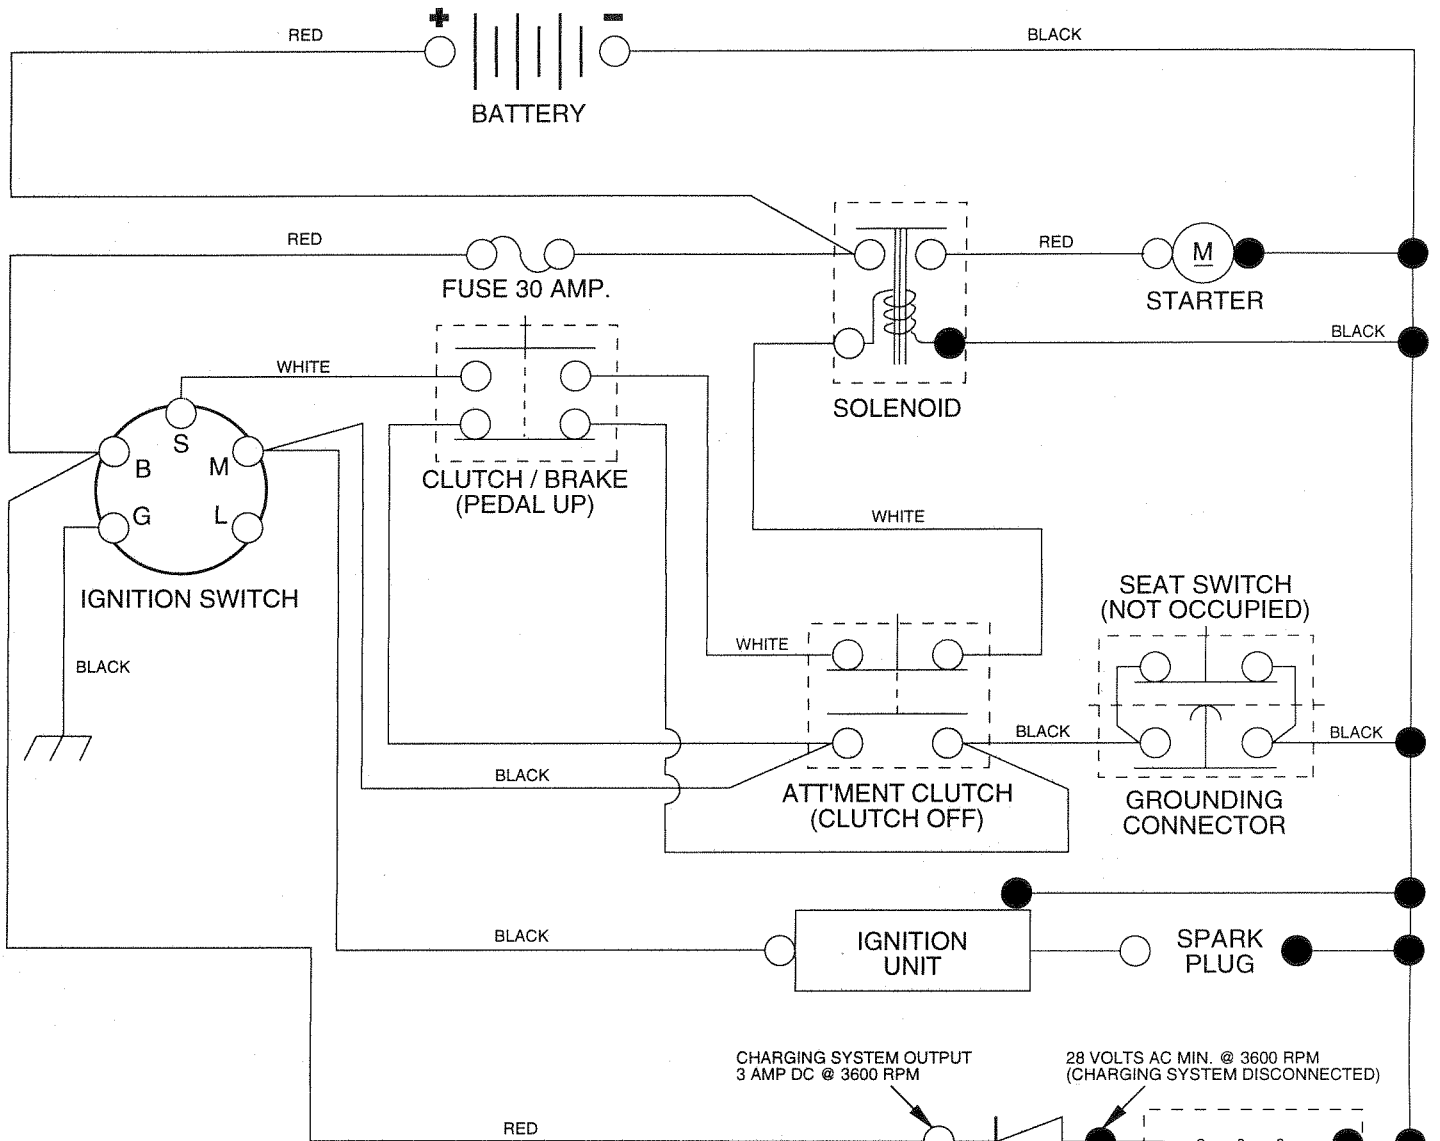 + -
RED
BLACK
BATTERY
RED
RED
M
FUSE 30 AMP.
STARTER
BLACK
WHITE
SOLENOID
S
B
M
CLUTCH / BRAKE
(PEDAL UP)
G
L
WHITE
IGNITION SWITCH
SEAT SWITCH
(NOT OCCUPIED)
WHITE
BLACK
BLACK
BLACK
BLACK
ATT'MENT CLUTCH
(CLUTCH OFF)
GROUNDING
CONNECTOR
BLACK
IGNITION
UNIT
SPARK
PLUG
CHARGING SYSTEM OUTPUT
3 AMP DC @ 3600 RPM
28 VOLTS AC MIN. @ 3600 RPM
(CHARGING SYSTEM DISCONNECTED)
RED